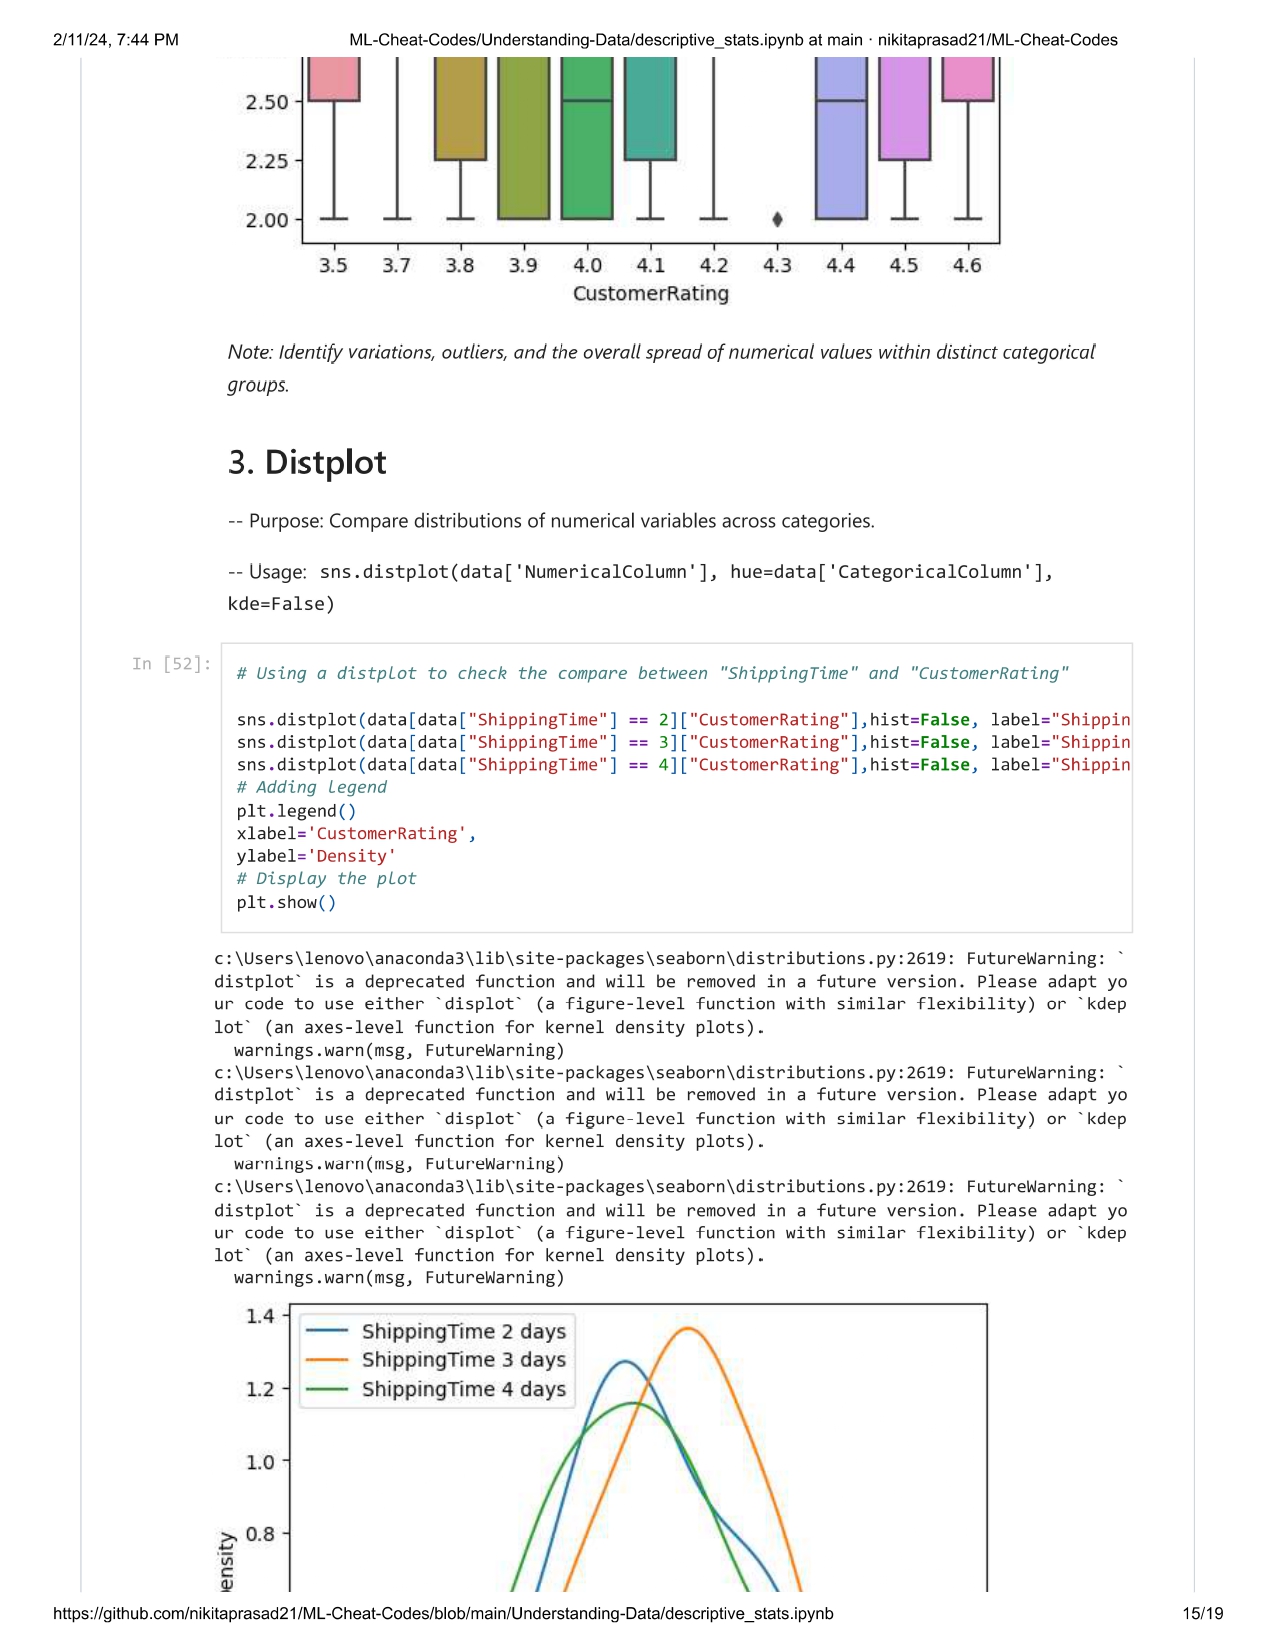 2/11/24, 7:44 PM ML-Cheat-Codes/Understanding-Data/descriptive_stats.ipynb at main · nikitaprasad21/ML-Cheat-Codes
2.50
2.25
2.00
3.5 3.7 3.8 3.9 4.0 4.1 4.2 4.3 4.4 4.5 4.6
CustomerRating
Note: Identify variations, outliers, and the overall spread of numerical values within distinct categorical
groups.
3. Distplot
-- Purpose: Compare distributions of numerical variables across categories.
-- Usage: sns.distplot(data['NumericalColumn'], hue=data['CategoricalColumn'],
kde=False)
In [52]:
# Using a distplot to check the compare between "ShippingTime" and "CustomerRating"
sns.distplot(data[data["ShippingTime"] == 2]["CustomerRating"],hist=False, label="Shippin
sns.distplot(data[data["ShippingTime"] == 3]["CustomerRating"],hist=False, label="Shippin
sns.distplot(data[data["ShippingTime"] == 4]["CustomerRating"],hist=False, label="Shippin
# Adding legend
plt.legend()
xlabel='CustomerRating',
ylabel='Density'
# Display the plot
plt.show()
c:\Users\lenovo\anaconda3\lib\site-packages\seaborn\distributions.py:2619: FutureWarning: `
distplot` is a deprecated function and will be removed in a future version. Please adapt yo
ur code to use either `displot` (a figure-level function with similar flexibility) or `kdep
lot` (an axes-level function for kernel density plots).
warnings.warn(msg, FutureWarning)
c:\Users\lenovo\anaconda3\lib\site-packages\seaborn\distributions.py:2619: FutureWarning: `
distplot` is a deprecated function and will be removed in a future version. Please adapt yo
ur code to use either `displot` (a figure-level function with similar flexibility) or `kdep
lot` (an axes-level function for kernel density plots).
warnings.warn(msg, FutureWarning)
c:\Users\lenovo\anaconda3\lib\site-packages\seaborn\distributions.py:2619: FutureWarning: `
distplot` is a deprecated function and will be removed in a future version. Please adapt yo
ur code to use either `displot` (a figure-level function with similar flexibility) or `kdep
lot` (an axes-level function for kernel density plots).
warnings.warn(msg, FutureWarning)
1.4
ShippingTime 2 days
ShippingTime 3 days
ShippingTime 4 days
1.2
1.0
0.8
ensity
https://github.com/nikitaprasad21/ML-Cheat-Codes/blob/main/Understanding-Data/descriptive_stats.ipynb 15/19